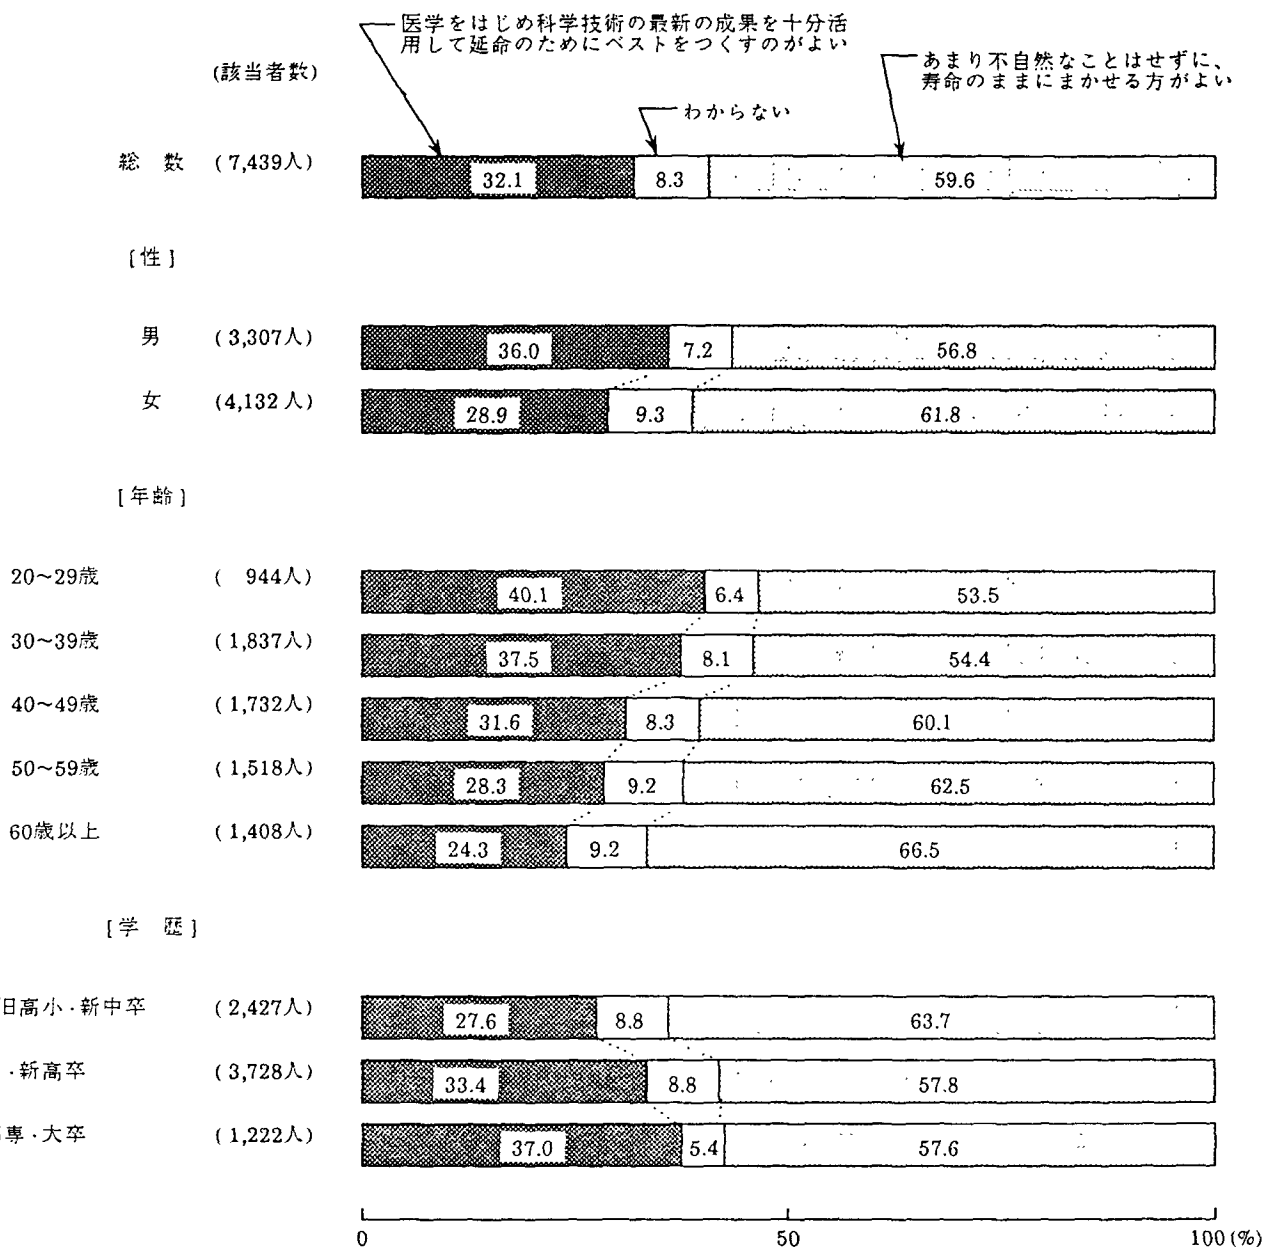 医学をはじめ科学技術の最新の成果を十分活
用して延命のためにベストをつくすのがよい
あまり不自然なことはせずに、
寿命のままにまかせる方がよい
(該当者数)
わからない
総 数 (7,439人) 32.1 8.3 59.6
[性]
男 (3,307人) 36.0 7.2 56.8
女 (4,132人) 28.9 9.3 61.8
[年齢]
20~29歳 ( 944人) 40.1 6.4 53.5
30~39歳 (1,837人) 37.5 8.1 54.4
40~49歳 (1,732人) 31.6 8.3 60.1
50~59歳 (1,518人) 28.3 9.2 62.5
60歳以上 (1,408人) 24.3 9.2 66.5
[学 歴]
旧高小・新中卒 (2,427人) 27.6 8.8 63.7
・新高卒 (3,728人) 33.4 8.8 57.8
専・大卒 (1,222人) 37.0 5.4 57.6
0 50 100(%)